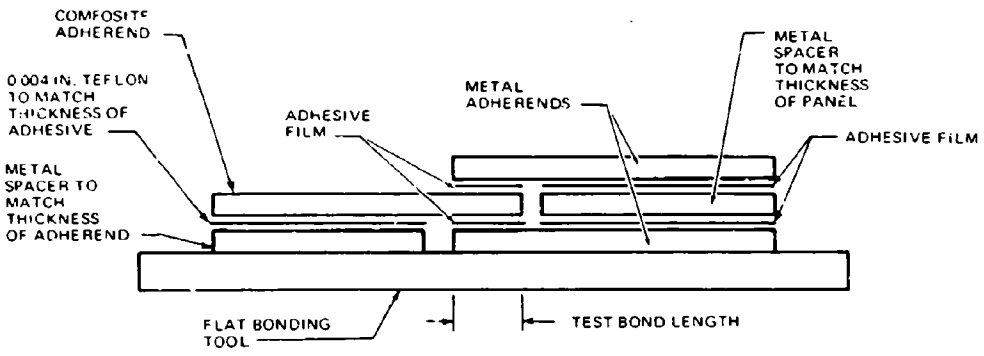 COMPOSITE
ADHEREND
0.004 IN. TEFLON
TO MATCH
THICKNESS OF
ADHESIVE
METAL
SPACER TO
MATCH
THICKNESS
OF ADHEREND
ADHESIVE
FILM
METAL
ADHERENDS
METAL
SPACER
TO MATCH
THICKNESS
OF PANEL
ADHESIVE FILM
FLAT BONDING
TOOL
TEST BOND LENGTH